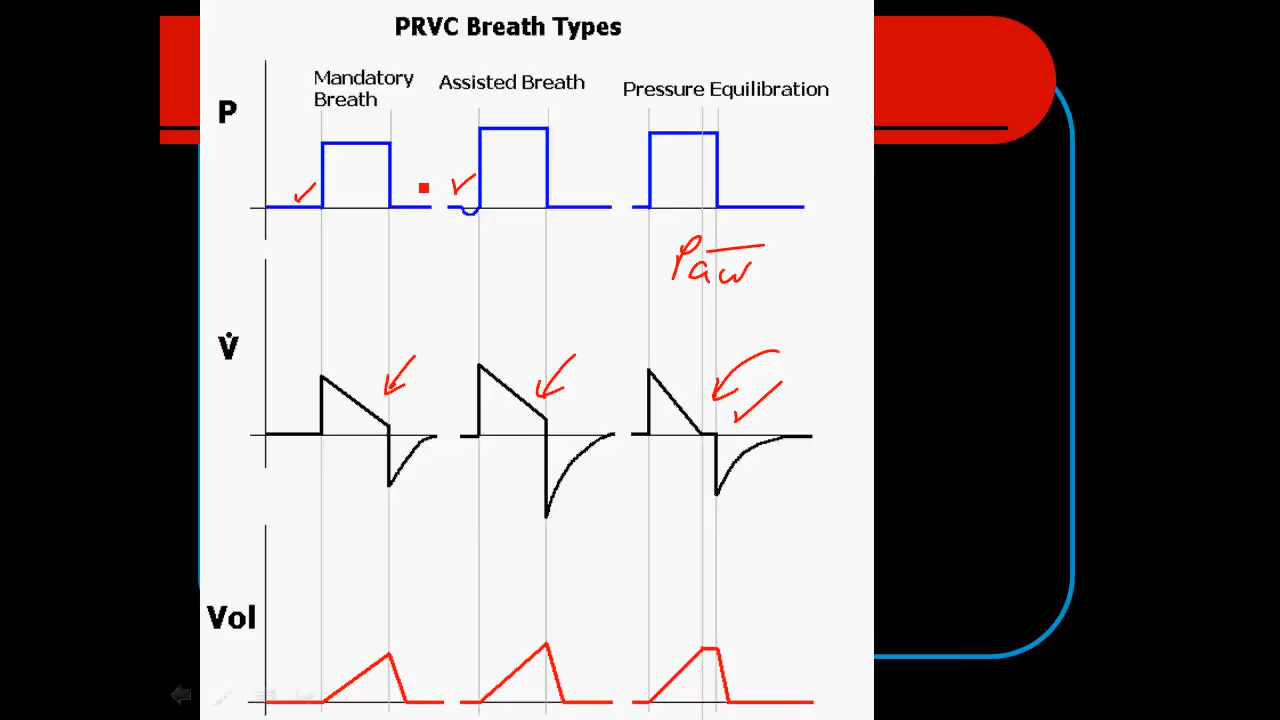 PRVC Breath Types
Mandatory
Breath
Assisted Breath
Pressure Equilibration
P
Paw
V̇
Vol